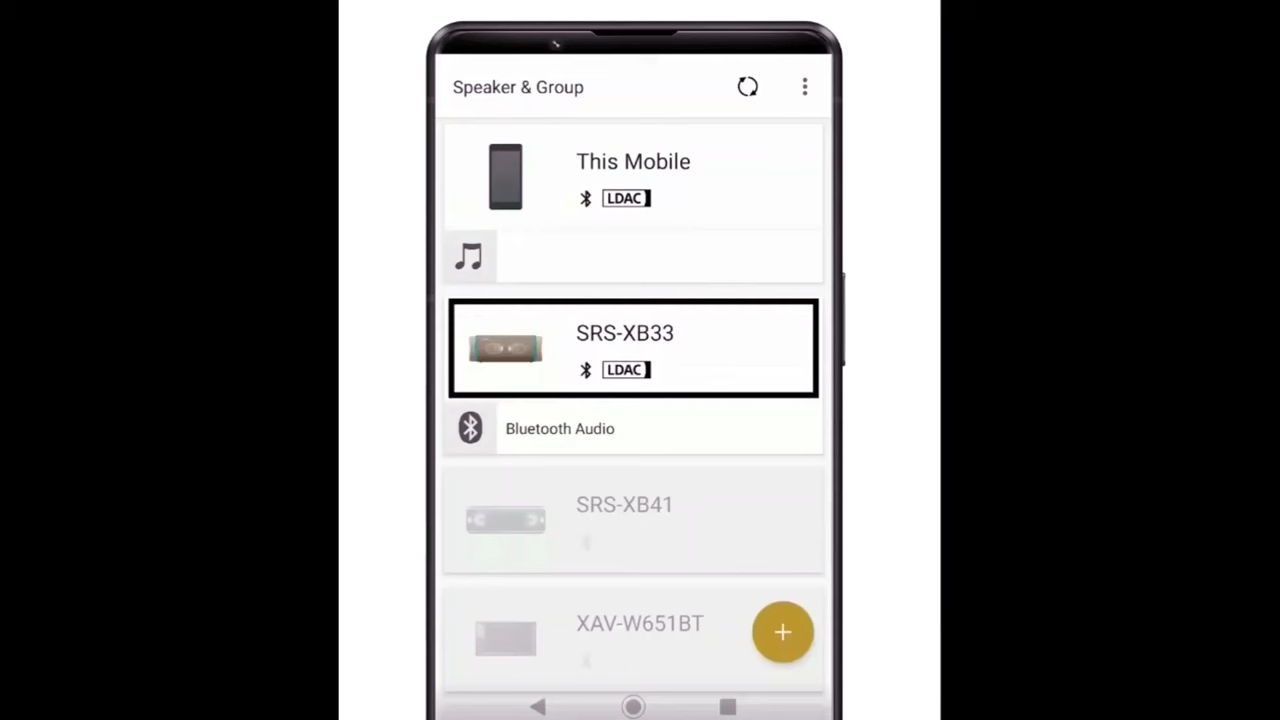 Speaker & Group
This Mobile
LDAC
SRS-XB33
LDAC
Bluetooth Audio
SRS-XB41
XAV-W651BT